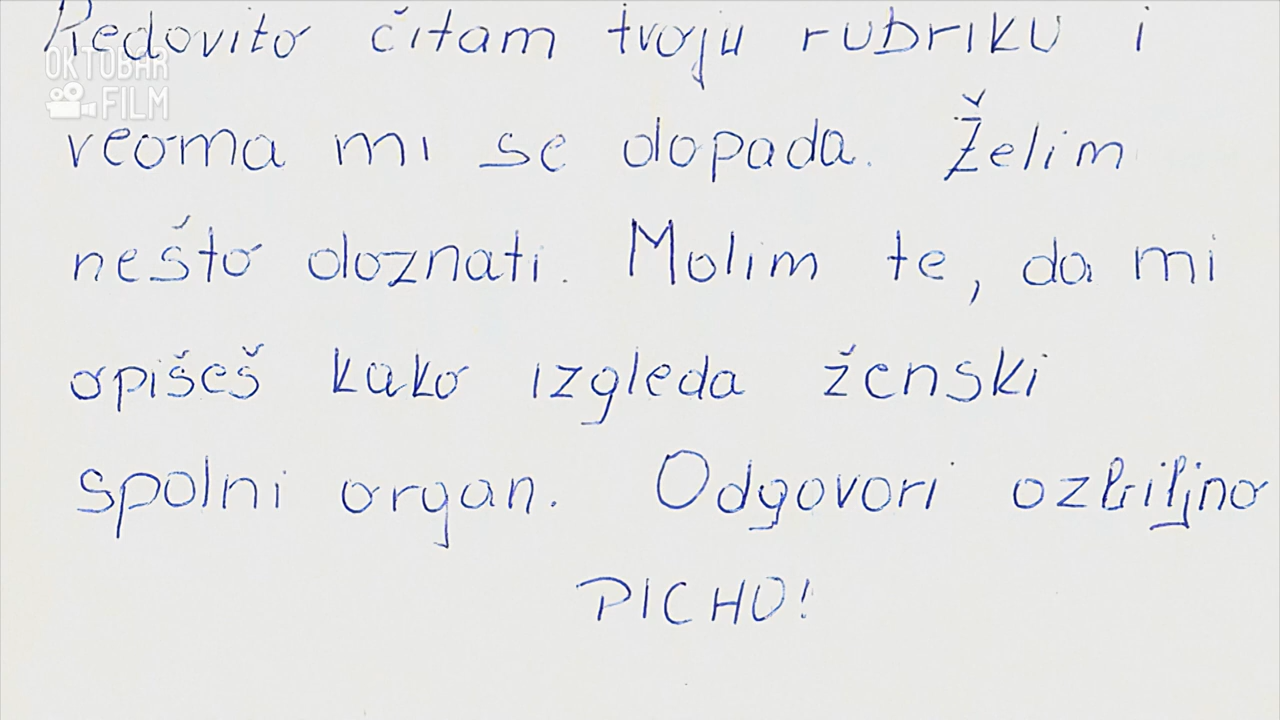 Redovito čitam tvoju rubriku i
OKTOBAR
FILM
veoma mi se dopada. Želim
nešto doznati. Molim te, da mi
opišeš kako izgleda ženski
spolni organ. Odgovori ozbiljno
PICHO!